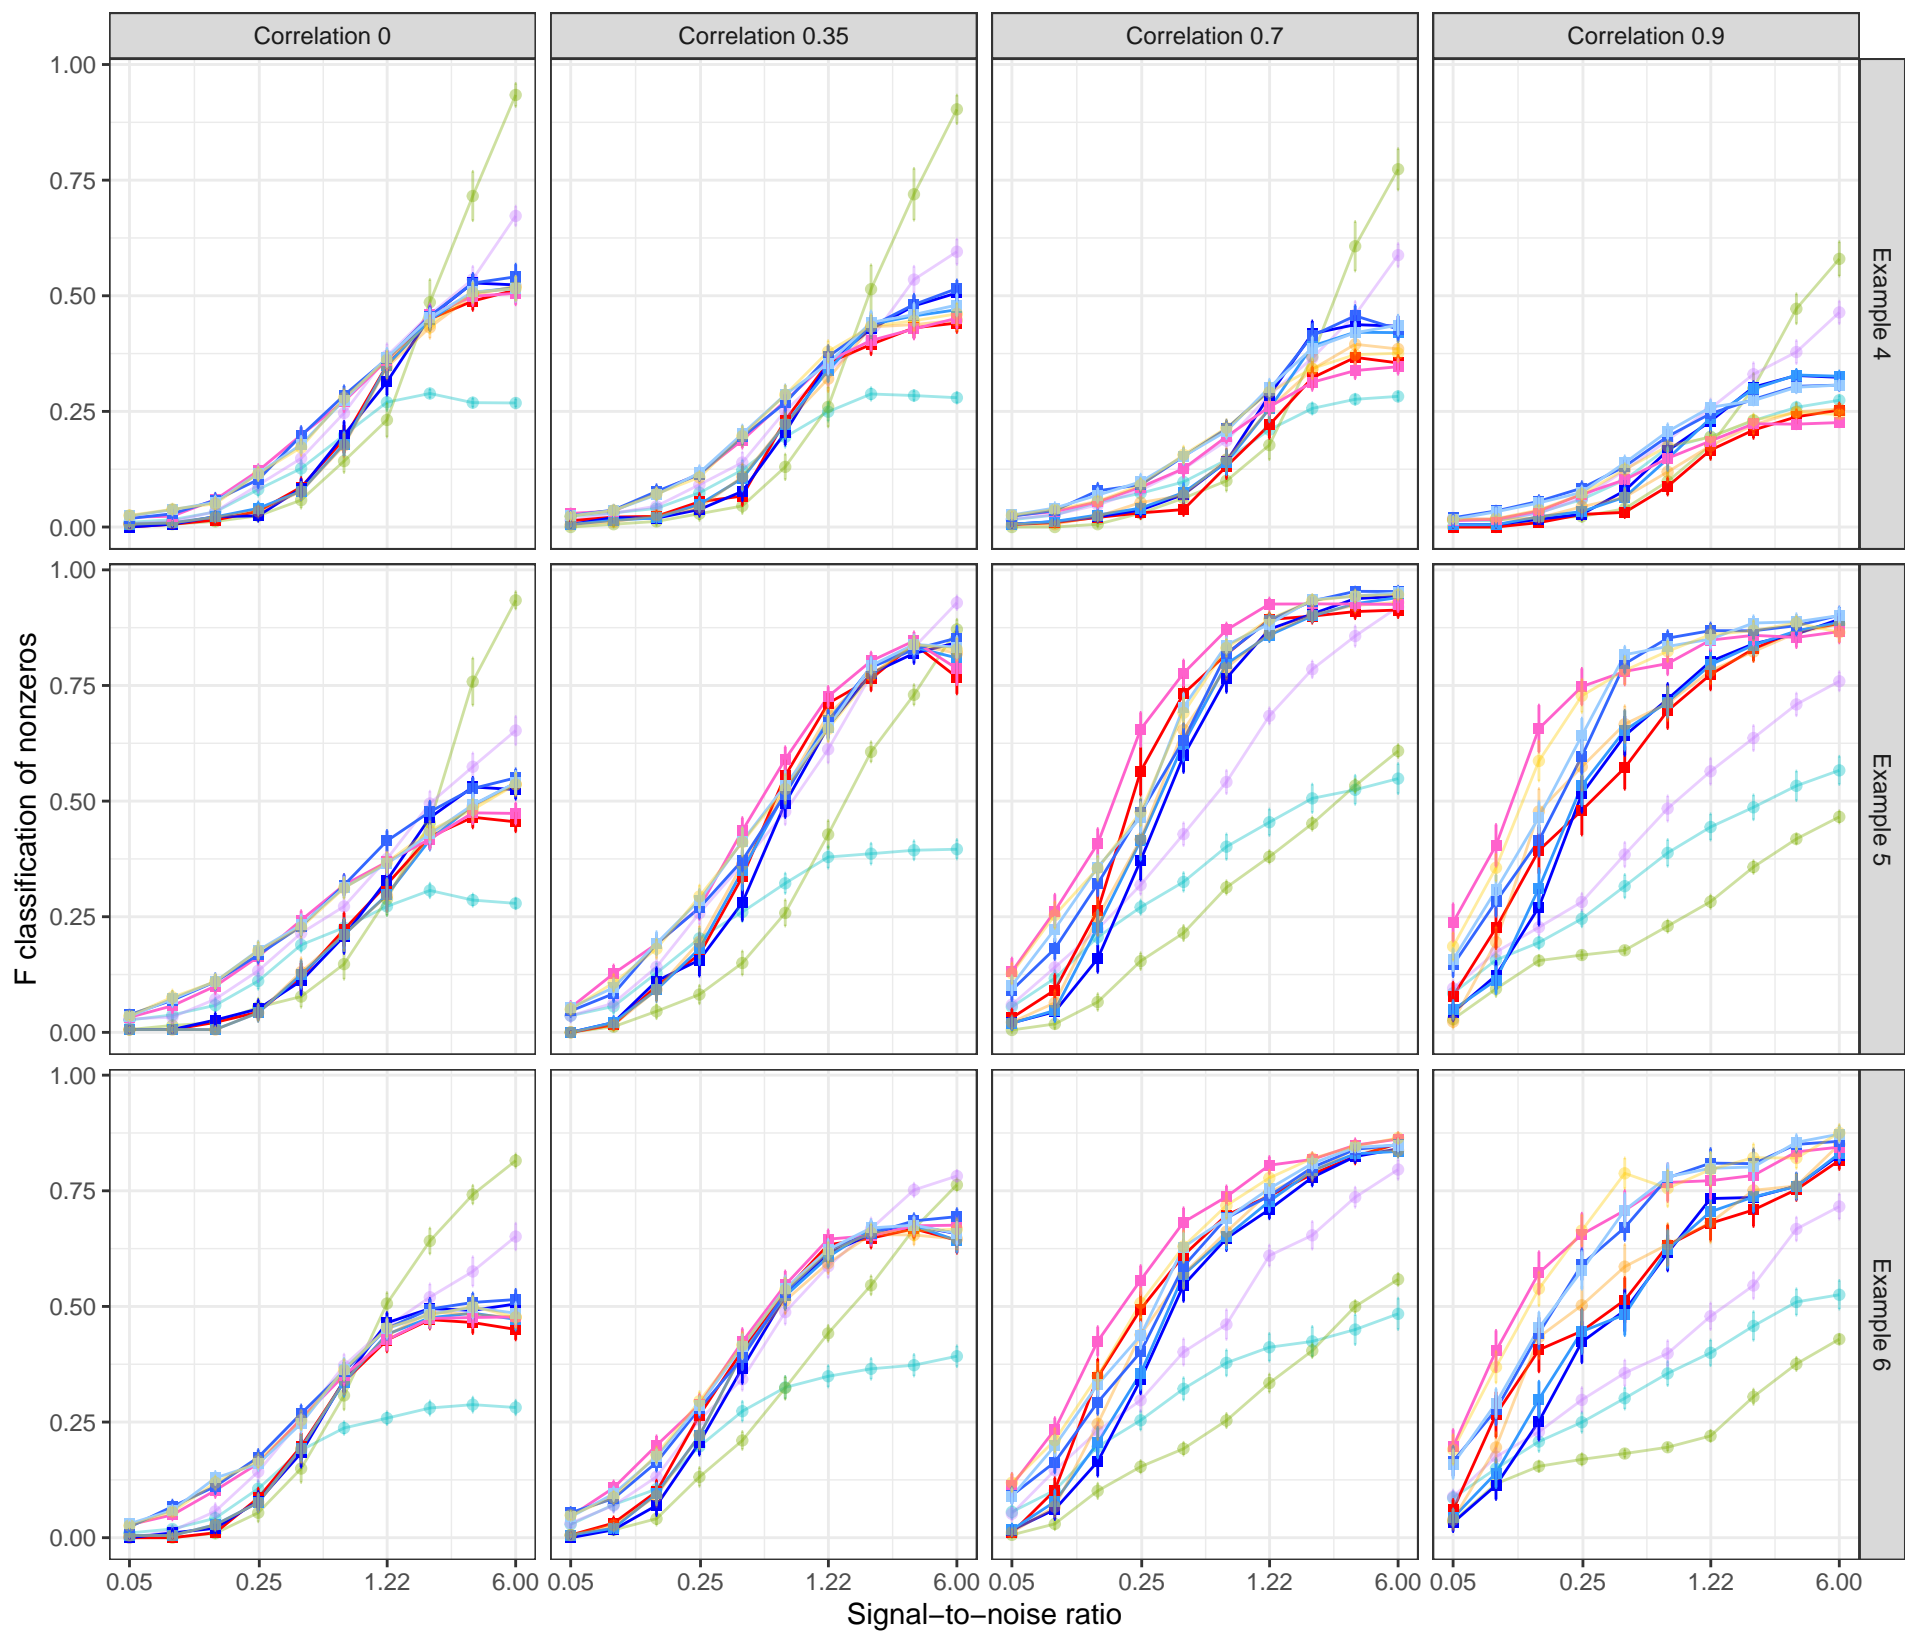 Correlation 0 Correlation 0.35 Correlation 0.7 Correlation 0.9
1.00
0.75
0.50
0.25
0.00
Example 4
1.00
0.75
0.50
0.25
0.00
Example 5
1.00
0.75
0.50
0.25
0.00
Example 6
F classification of nonzeros
0.05 0.25 1.22 6.00 0.05 0.25 1.22 6.00 0.05 0.25 1.22 6.00 0.05 0.25 1.22 6.00
Signal−to−noise ratio